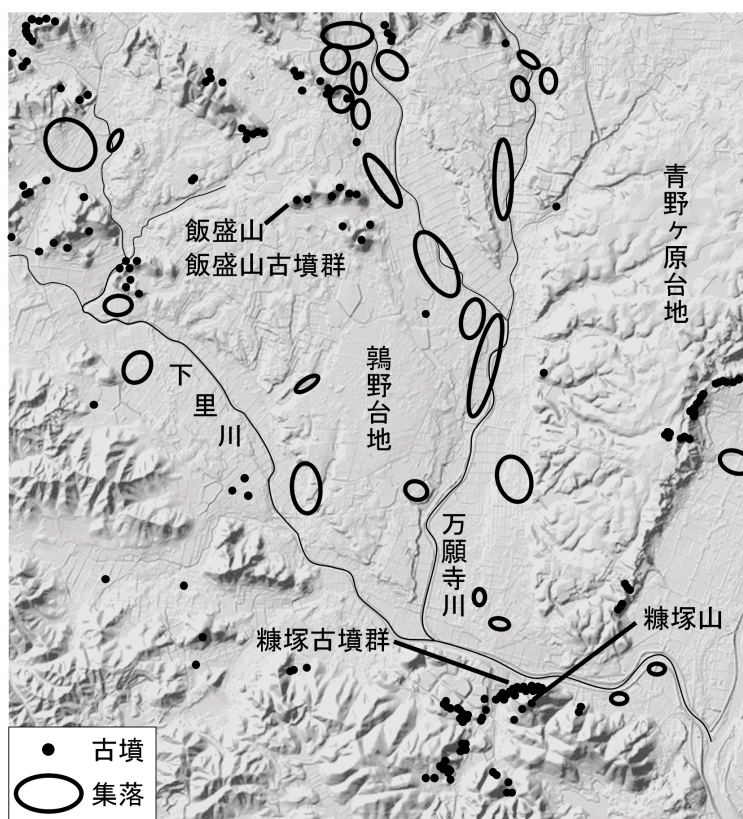 飯盛山
飯盛山古墳群
青野ヶ原台地
鶉野台地
下里川
万願寺川
糠塚古墳群
糠塚山
古墳
集落